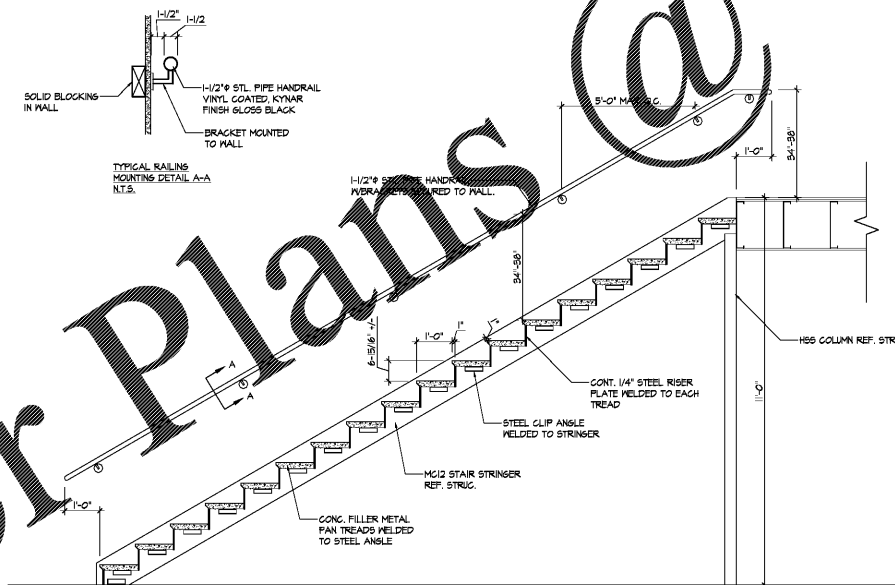 1-1/2"
1-1/2
SOLID BLOCKING
IN WALL
1-1/2"Φ STL. PIPE HANDRAIL
VINYL COATED, KYNAR
FINISH GLOSS BLACK
BRACKET MOUNTED
TO WALL
TYPICAL RAILING
MOUNTING DETAIL A-A
N.T.S.
5'-0" MAX O.C.
1'-0"
34"-38"
1-1/2"Φ STL. PIPE HANDRAIL
W/BRACKETS SECURED TO WALL.
34"-38"
Plans @
6-15/16" +/-
1'-0"
1"
1"
A
A
HSS COLUMN REF. STR
11'-0"
CONT. 1/4" STEEL RISER
PLATE WELDED TO EACH
TREAD
STEEL CLIP ANGLE
WELDED TO STRINGER
MC12 STAIR STRINGER
REF. STRUC.
1'-0"
CONC. FILLER METAL
PAN TREADS WELDED
TO STEEL ANGLE